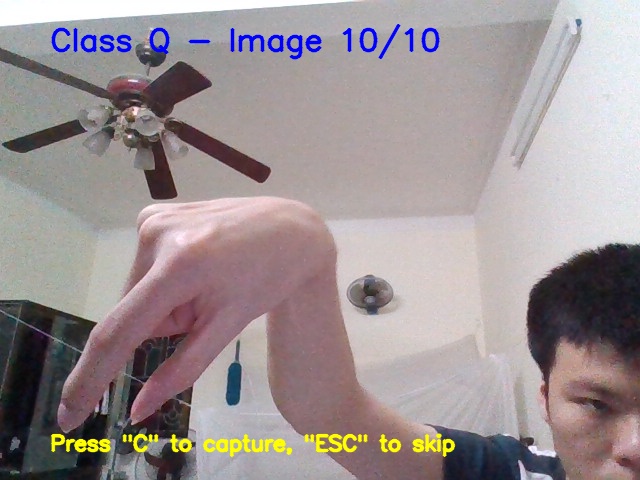 Class Q - Image 10/10
Press "C" to capture, "ESC" to skip